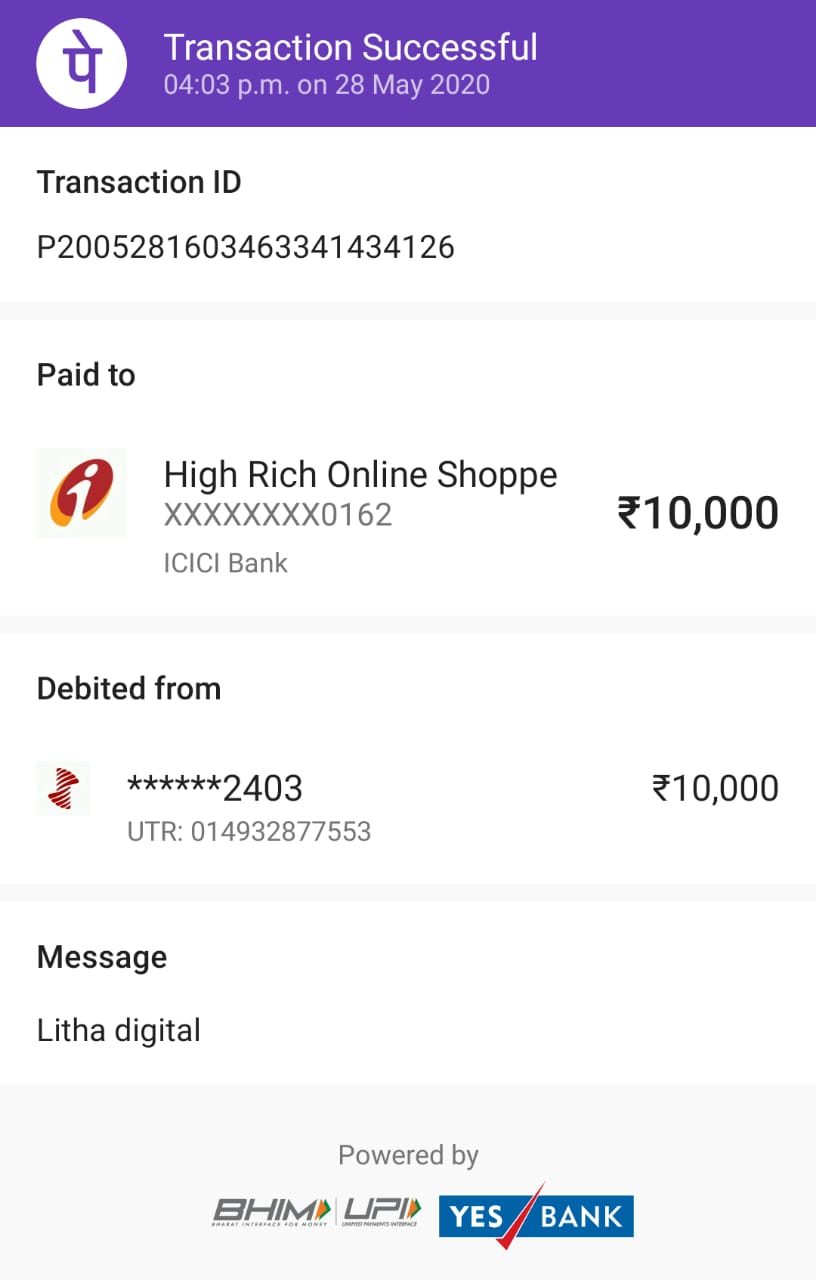 पे
Transaction Successful
04:03 p.m. on 28 May 2020
Transaction ID
P2005281603463341434126
Paid to
High Rich Online Shoppe
XXXXXXXX0162
₹10,000
ICICI Bank
Debited from
******2403
₹10,000
UTR: 014932877553
Message
Litha digital
Powered by
BHIM UPI YES BANK
BHARAT INTERFACE FOR MONEY UNIFIED PAYMENTS INTERFACE